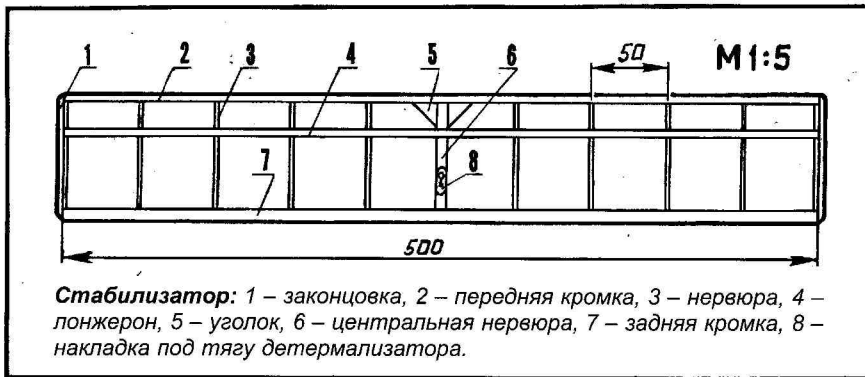 1 2 3 4 5 6 50 М1:5
7 8
500
Стабилизатор: 1 – законцовка, 2 – передняя кромка, 3 – нервюра, 4 –
лонжерон, 5 – уголок, 6 – центральная нервюра, 7 – задняя кромка, 8 –
накладка под тягу детермализатора.